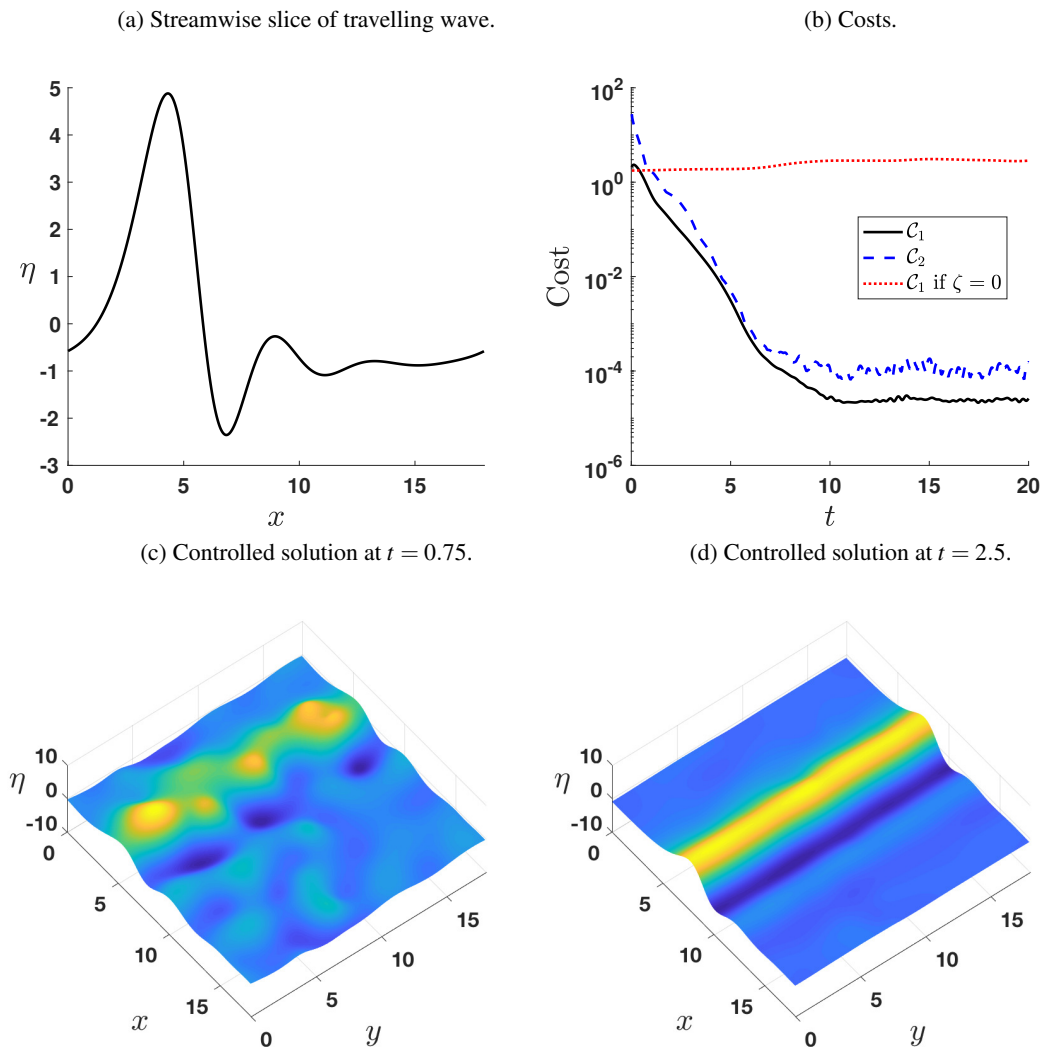 (a) Streamwise slice of travelling wave.
(b) Costs.
η
5
4
3
2
1
0
-1
-2
-3
0
5
10
15
x
Cost
10^2
10^0
10^-2
10^-4
10^-6
C_1
C_2
C_1 if ζ = 0
0
5
10
15
20
t
(c) Controlled solution at t = 0.75.
(d) Controlled solution at t = 2.5.
η
10
0
-10
0
5
10
15
x
0
5
10
15
y
η
10
0
-10
0
5
10
15
x
0
5
10
15
y